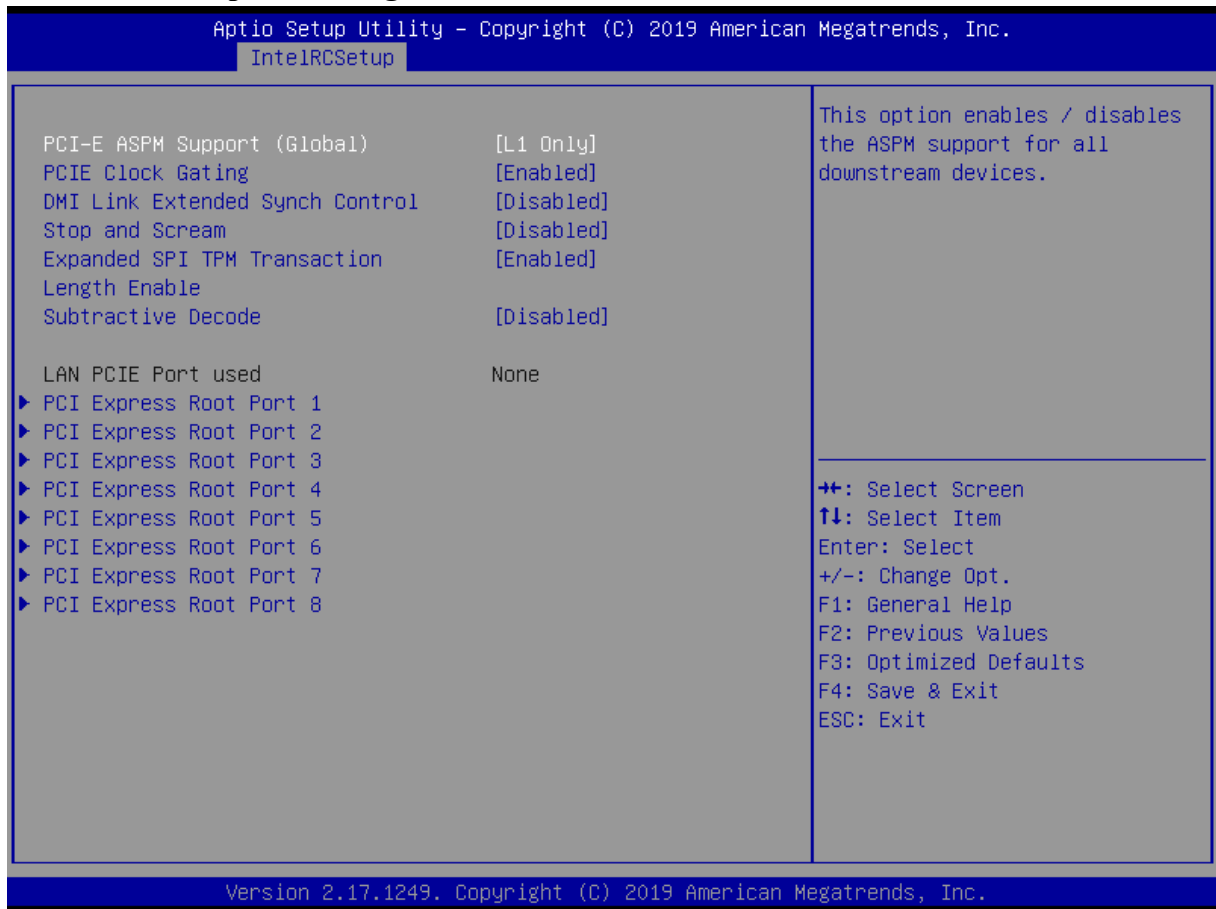 Aptio Setup Utility – Copyright (C) 2019 American Megatrends, Inc.
IntelRCSetup
PCI-E ASPM Support (Global) [L1 Only]
PCIE Clock Gating [Enabled]
DMI Link Extended Synch Control [Disabled]
Stop and Scream [Disabled]
Expanded SPI TPM Transaction [Enabled]
Length Enable
Subtractive Decode [Disabled]
LAN PCIE Port used None
PCI Express Root Port 1
PCI Express Root Port 2
PCI Express Root Port 3
PCI Express Root Port 4
PCI Express Root Port 5
PCI Express Root Port 6
PCI Express Root Port 7
PCI Express Root Port 8
This option enables / disables
the ASPM support for all
downstream devices.
→←: Select Screen
↑↓: Select Item
Enter: Select
+/-: Change Opt.
F1: General Help
F2: Previous Values
F3: Optimized Defaults
F4: Save & Exit
ESC: Exit
Version 2.17.1249. Copyright (C) 2019 American Megatrends, Inc.